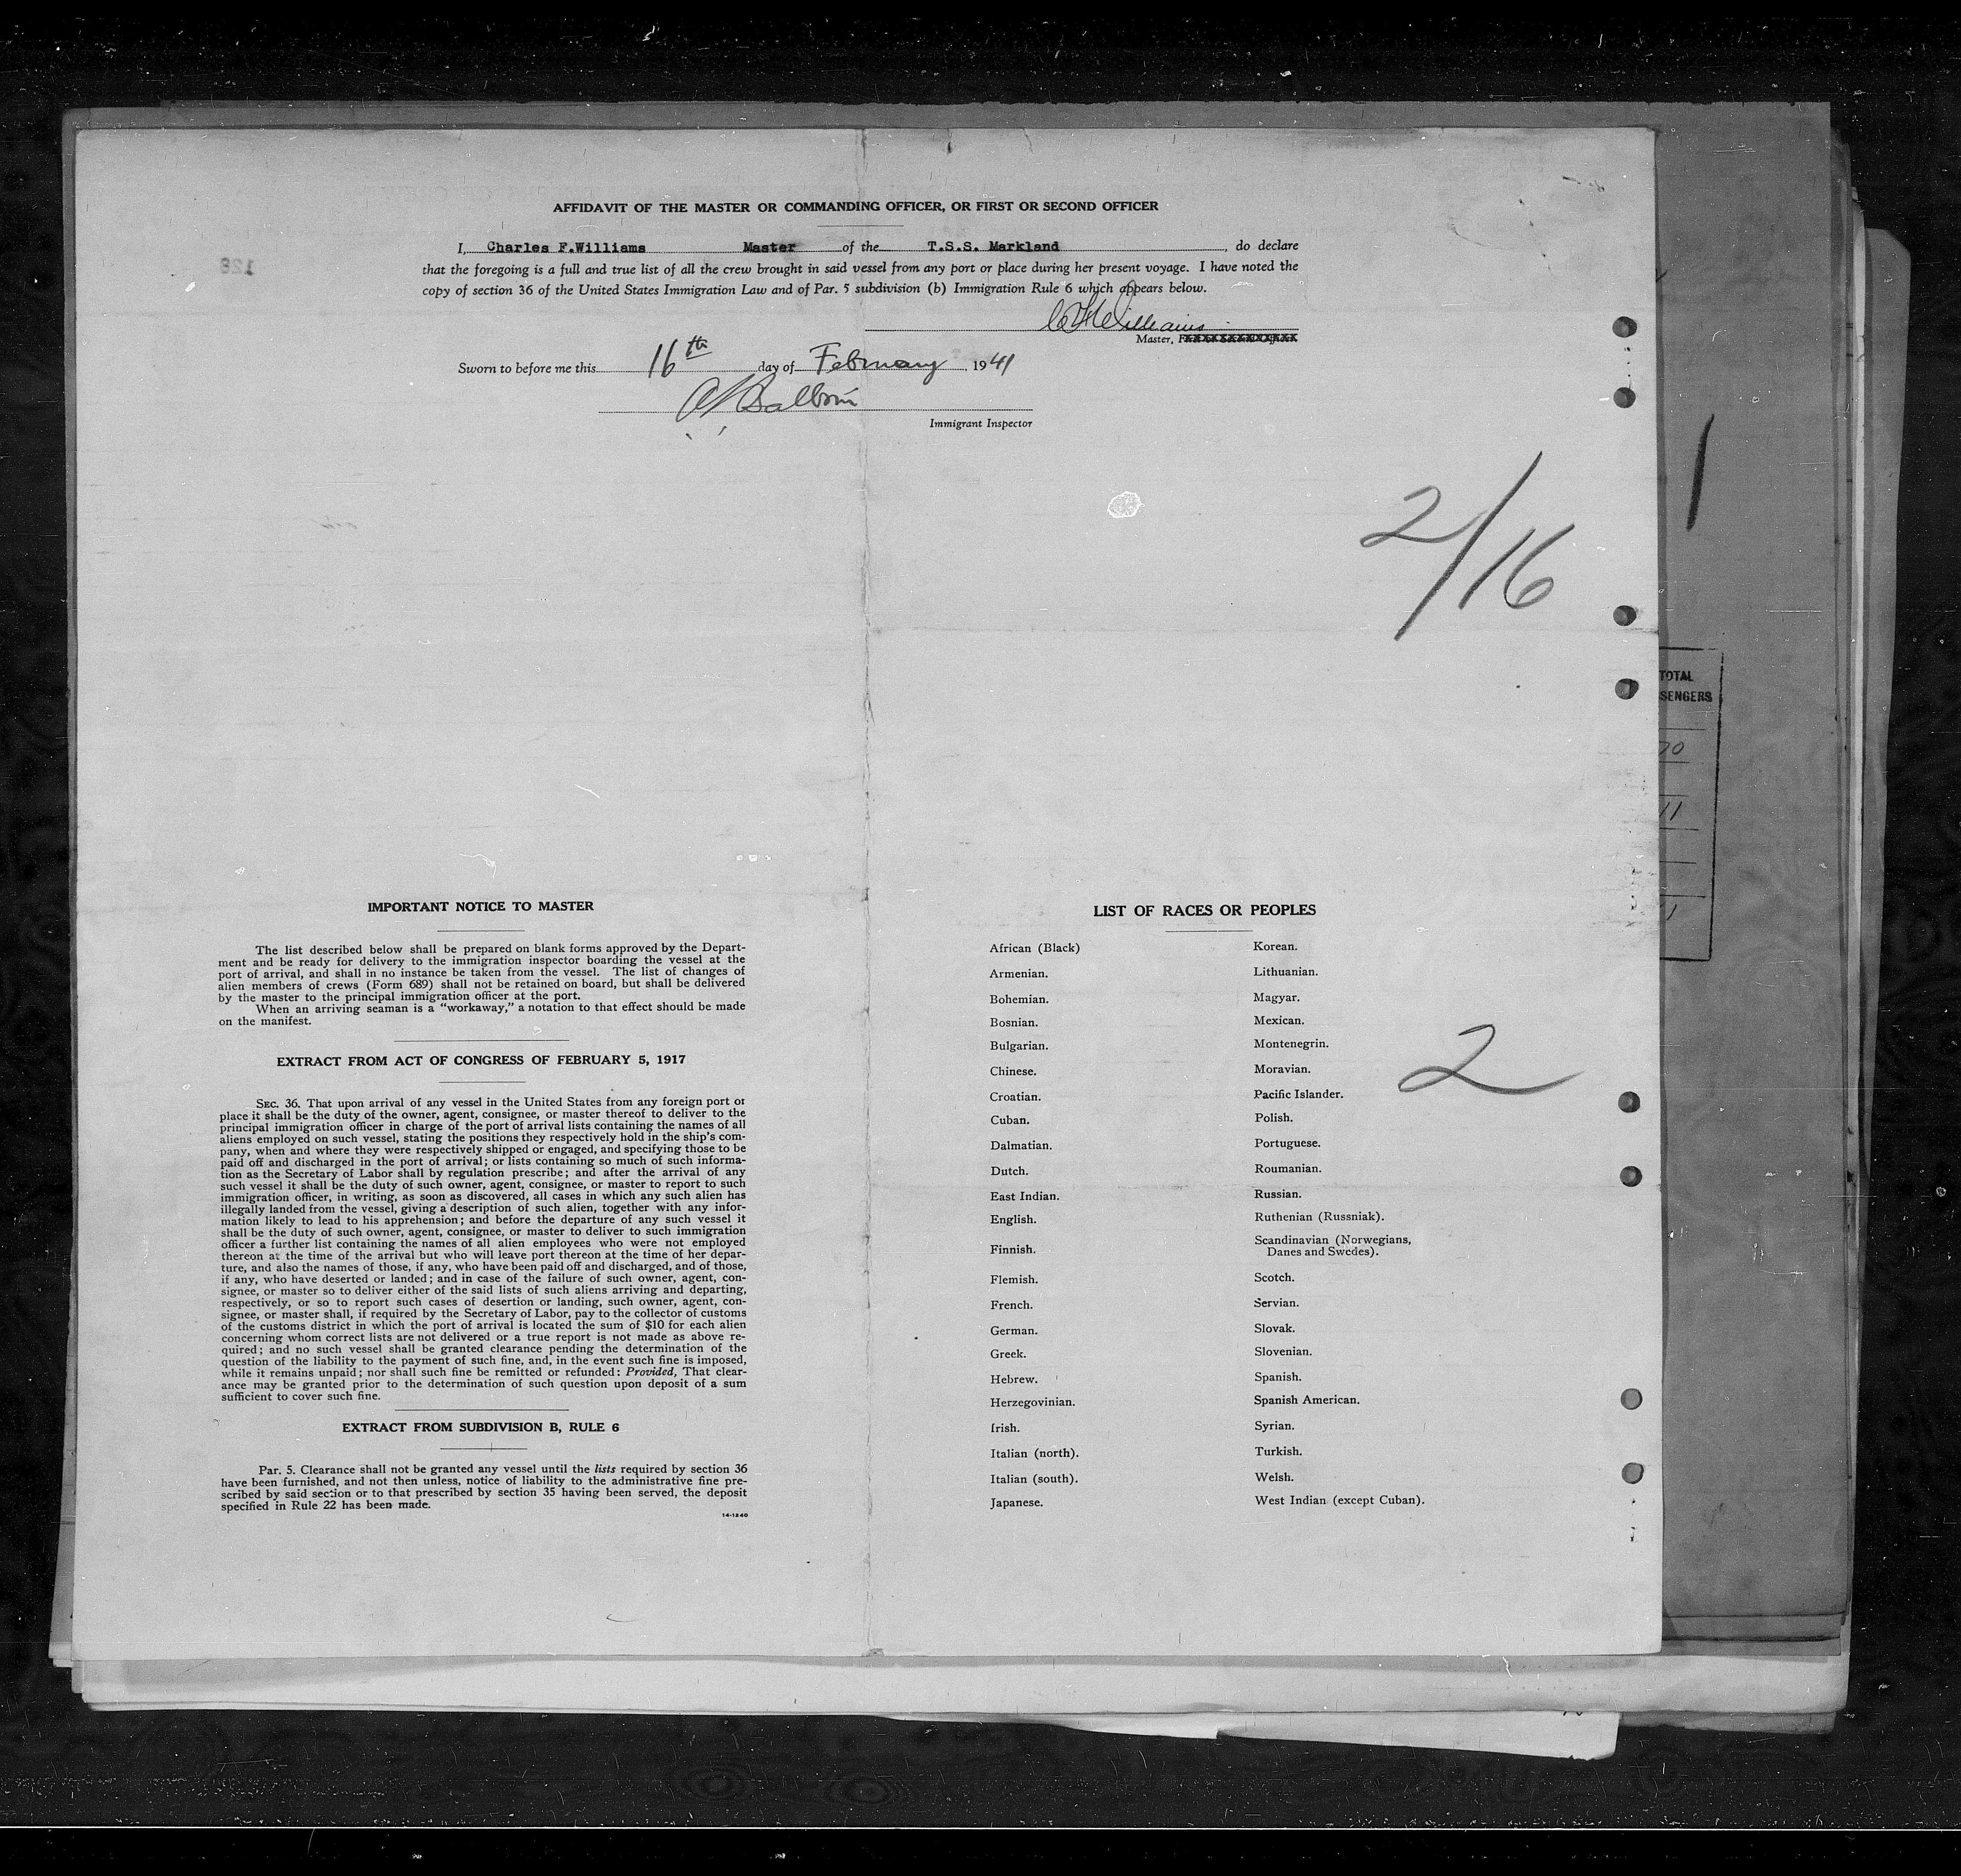 AFFIDAVIT OF THE MASTER OR COMMANDING OFFICER, OR FIRST OR SECOND OFFICER
I, Charles F.Williams Master of the T.S.S. Markland, do declare
that the foregoing is a full and true list of all the crew brought in said vessel from any port or place during her present voyage. I have noted the
copy of section 36 of the United States Immigration Law and of Par. 5 subdivision (b) Immigration Rule 6 which appears below.
CFWilliams
Master,
Sworn to before me this 16th day of February, 1941
Immigrant Inspector
128
2/16
1
TOTAL
SSENGERS
70
11
11
IMPORTANT NOTICE TO MASTER
The list described below shall be prepared on blank forms approved by the Depart-
ment and be ready for delivery to the immigration inspector boarding the vessel at the
port of arrival, and shall in no instance be taken from the vessel. The list of changes of
alien members of crews (Form 689) shall not be retained on board, but shall be delivered
by the master to the principal immigration officer at the port.
When an arriving seaman is a “workaway,” a notation to that effect should be made
on the manifest.
EXTRACT FROM ACT OF CONGRESS OF FEBRUARY 5, 1917
SEC. 36. That upon arrival of any vessel in the United States from any foreign port or
place it shall be the duty of the owner, agent, consignee, or master thereof to deliver to the
principal immigration officer in charge of the port of arrival lists containing the names of all
aliens employed on such vessel, stating the positions they respectively hold in the ship's com-
pany, when and where they were respectively shipped or engaged, and specifying those to be
paid off and discharged in the port of arrival; or lists containing so much of such informa-
tion as the Secretary of Labor shall by regulation prescribe; and after the arrival of any
such vessel it shall be the duty of such owner, agent, consignee, or master to report to such
immigration officer, in writing, as soon as discovered, all cases in which any such alien has
illegally landed from the vessel, giving a description of such alien, together with any infor-
mation likely to lead to his apprehension; and before the departure of any such vessel it
shall be the duty of such owner, agent, consignee, or master to deliver to such immigration
officer a further list containing the names of all alien employees who were not employed
thereon at the time of the arrival but who will leave port thereon at the time of her depar-
ture, and also the names of those, if any, who have been paid off and discharged, and of those,
if any, who have deserted or landed; and in case of the failure of such owner, agent, con-
signee, or master so to deliver either of the said lists of such aliens arriving and departing,
respectively, or so to report such cases of desertion or landing, such owner, agent, con-
signee, or master shall, if required by the Secretary of Labor, pay to the collector of customs
of the customs district in which the port of arrival is located the sum of $10 for each alien
concerning whom correct lists are not delivered or a true report is not made as above re-
quired; and no such vessel shall be granted clearance pending the determination of the
question of the liability to the payment of such fine, and, in the event such fine is imposed,
while it remains unpaid; nor shall such fine be remitted or refunded: Provided, That clear-
ance may be granted prior to the determination of such question upon deposit of a sum
sufficient to cover such fine.
EXTRACT FROM SUBDIVISION B, RULE 6
Par. 5. Clearance shall not be granted any vessel until the lists required by section 36
have been furnished, and not then unless, notice of liability to the administrative fine pre-
scribed by said section or to that prescribed by section 35 having been served, the deposit
specified in Rule 22 has been made.
14-1240
LIST OF RACES OR PEOPLES
African (Black)
Armenian.
Bohemian.
Bosnian.
Bulgarian.
Chinese.
Croatian.
Cuban.
Dalmatian.
Dutch.
East Indian.
English.
Finnish.
Flemish.
French.
German.
Greek.
Hebrew.
Herzegovinian.
Irish.
Italian (north).
Italian (south).
Japanese.
Korean.
Lithuanian.
Magyar.
Mexican.
Montenegrin.
Moravian.
Pacific Islander.
Polish.
Portuguese.
Roumanian.
Russian.
Ruthenian (Russniak).
Scandinavian (Norwegians,
Danes and Swedes).
Scotch.
Servian.
Slovak.
Slovenian.
Spanish.
Spanish American.
Syrian.
Turkish.
Welsh.
West Indian (except Cuban).
2